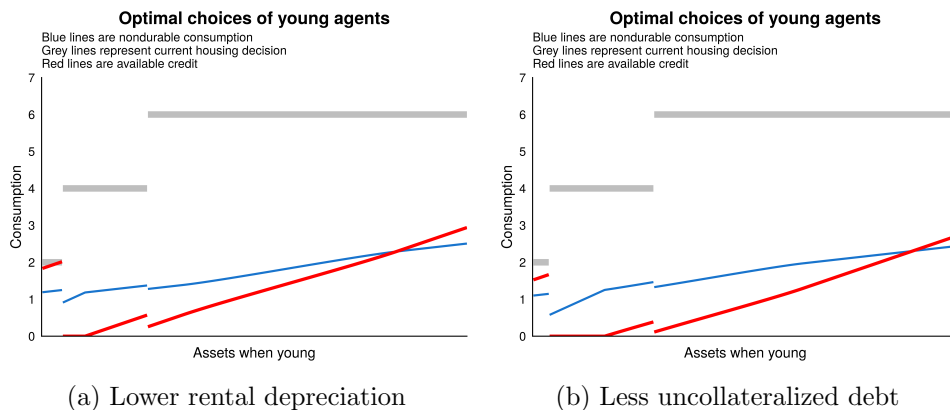 Optimal choices of young agents
Blue lines are nondurable consumption
Grey lines represent current housing decision
Red lines are available credit
7
6
5
4
3
2
1
0
Consumption
Assets when young
(a) Lower rental depreciation
Optimal choices of young agents
Blue lines are nondurable consumption
Grey lines represent current housing decision
Red lines are available credit
7
6
5
4
3
2
1
0
Consumption
Assets when young
(b) Less uncollateralized debt